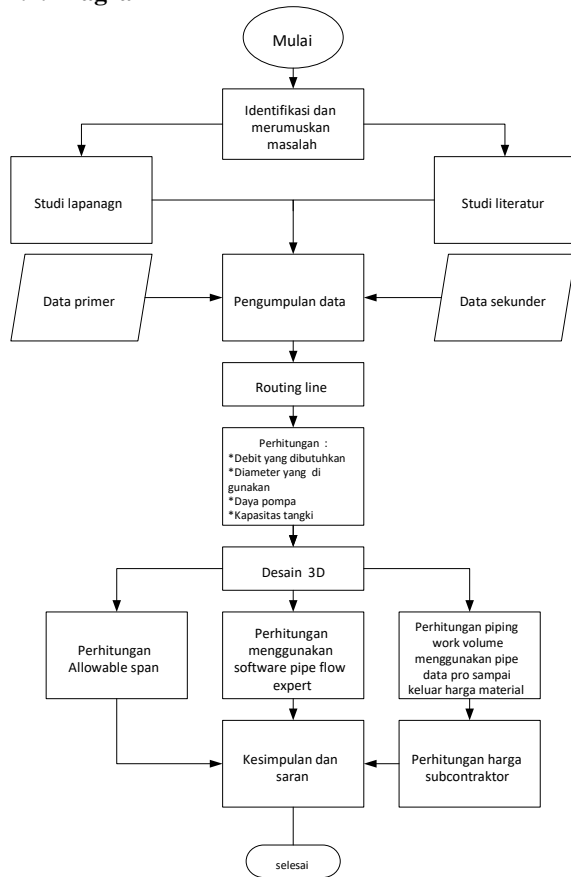 Mulai
Identifikasi dan
merumuskan
masalah
Studi lapanagn
Studi literatur
Data primer
Pengumpulan data
Data sekunder
Routing line
Perhitungan :
*Debit yang dibutuhkan
*Diameter yang di
gunakan
*Daya pompa
*Kapasitas tangki
Desain 3D
Perhitungan
Allowable span
Perhitungan
menggunakan
software pipe flow
expert
Perhitungan piping
work volume
menggunakan pipe
data pro sampai
keluar harga material
Kesimpulan dan
saran
Perhitungan harga
subcontraktor
selesai